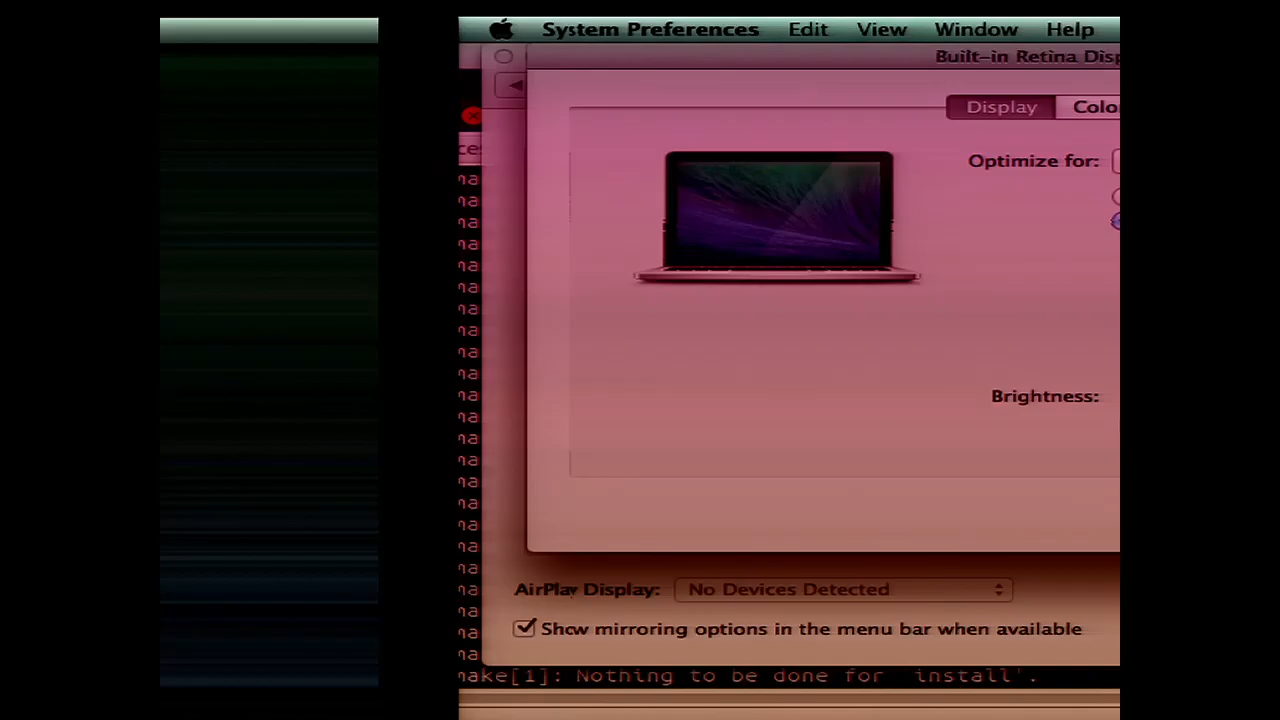 System Preferences Edit View Window Help
Built-in Retina Disp
Display Colo
Optimize for:
Brightness:
AirPlay Display: No Devices Detected
Show mirroring options in the menu bar when available
make[1]: Nothing to be done for `install'.